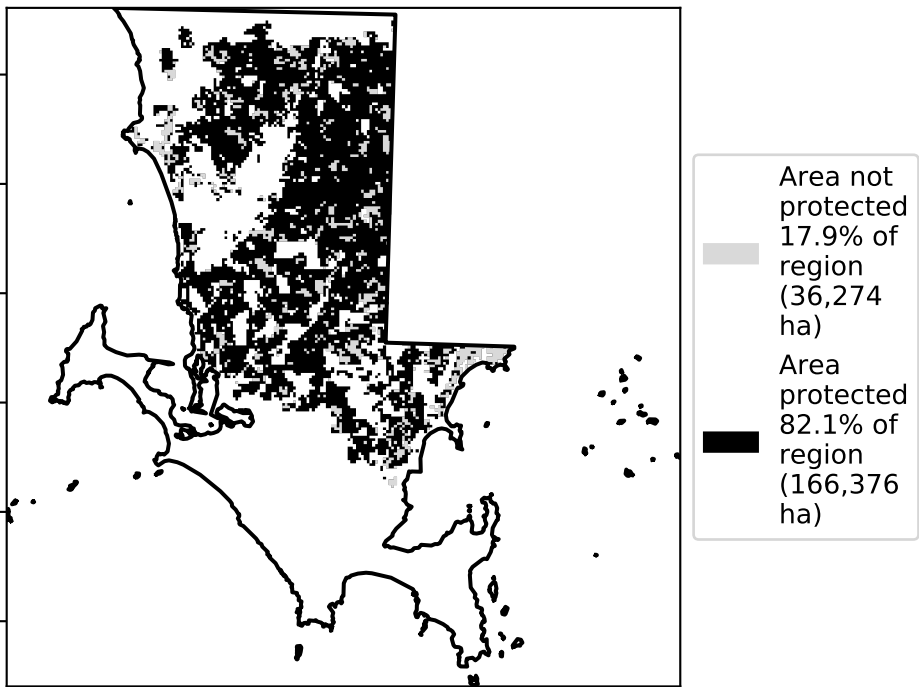 Area not
protected
17.9% of
region
(36,274
ha)
Area
protected
82.1% of
region
(166,376
ha)